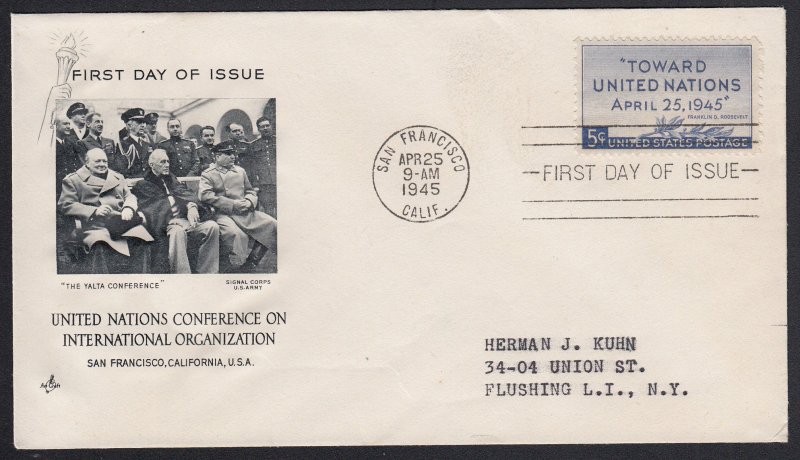 FIRST DAY OF ISSUE
"THE YALTA CONFERENCE"
SIGNAL CORPS
U.S. ARMY
UNITED NATIONS CONFERENCE ON
INTERNATIONAL ORGANIZATION
SAN FRANCISCO, CALIFORNIA, U.S.A.
Art Craft
SAN FRANCISCO
APR 25
9-AM
1945
CALIF.
"TOWARD
UNITED NATIONS
APRIL 25, 1945"
FRANKLIN D. ROOSEVELT
5¢ UNITED STATES POSTAGE
FIRST DAY OF ISSUE
HERMAN J. KUHN
34-04 UNION ST.
FLUSHING L.I., N.Y.